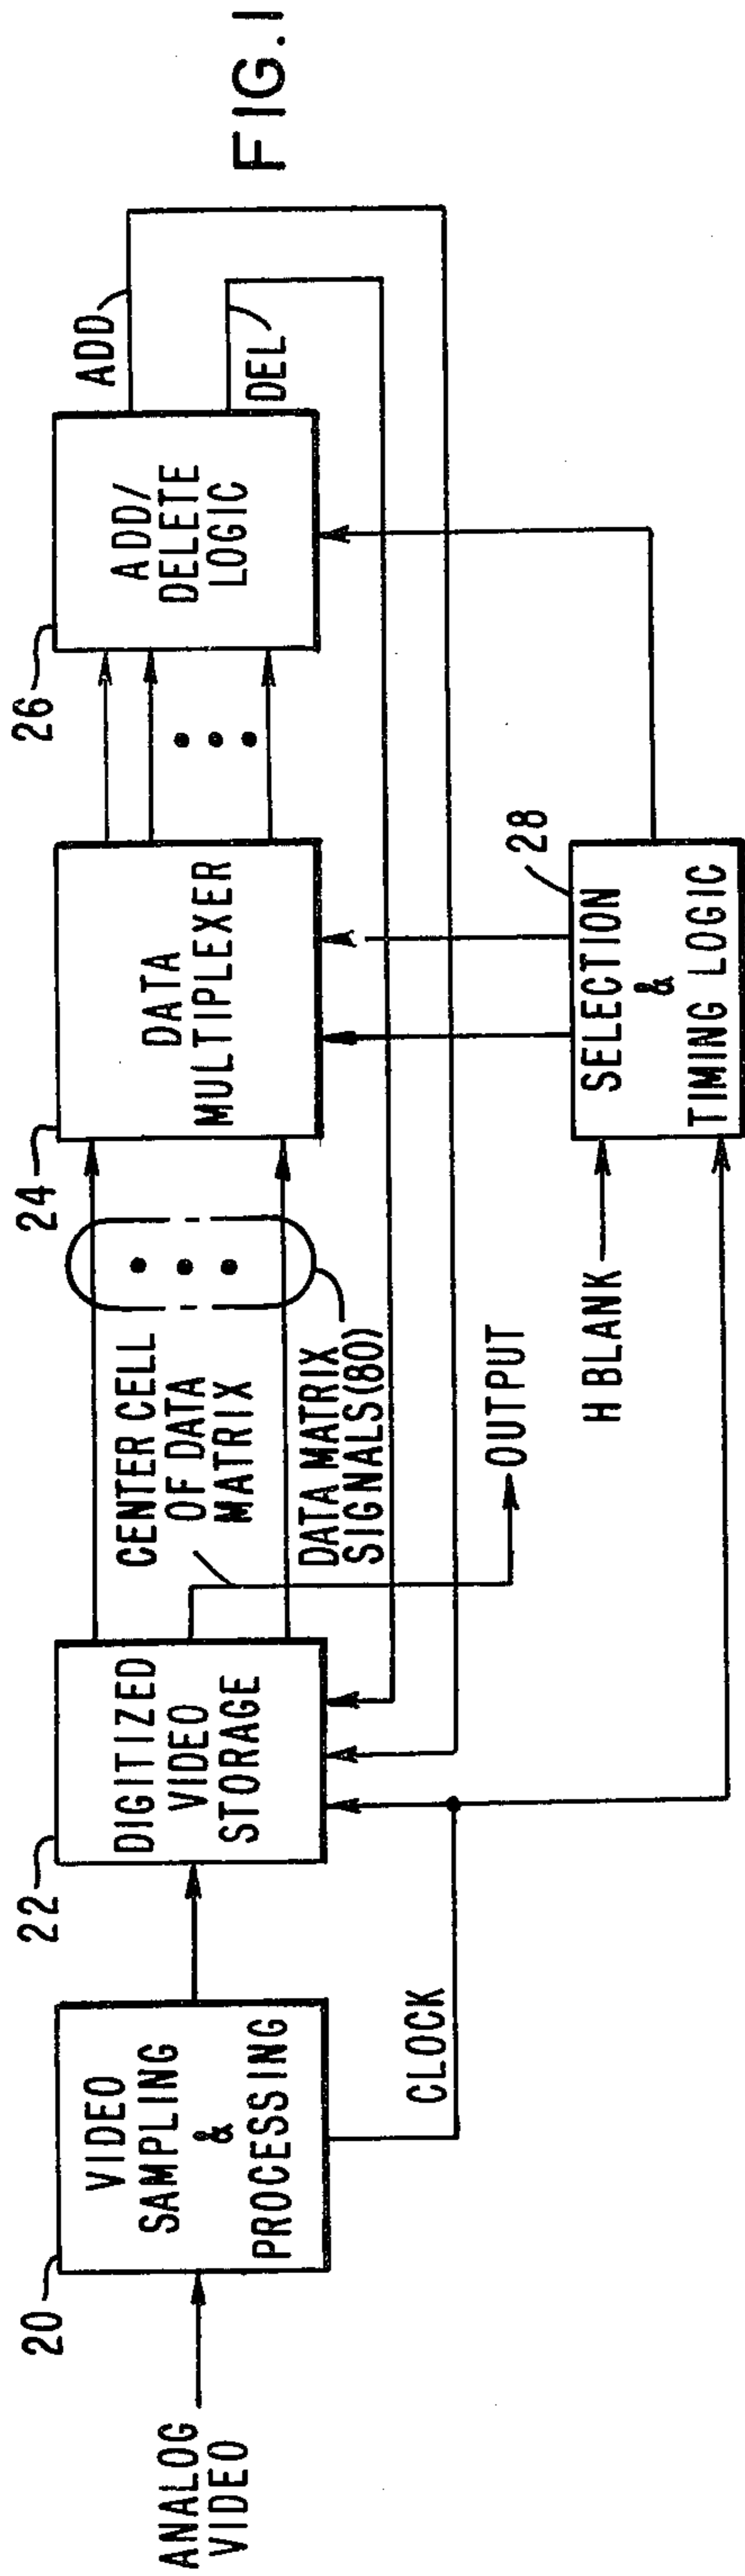 FIG.1
ANALOG
VIDEO
20
VIDEO
SAMPLING
&
PROCESSING
CLOCK
22
DIGITIZED
VIDEO
STORAGE
CENTER CELL
OF DATA
MATRIX
DATA MATRIX
SIGNALS(80)
OUTPUT
24
DATA
MULTIPLEXER
26
ADD/
DELETE
LOGIC
ADD
DEL
H BLANK
28
SELECTION
&
TIMING LOGIC